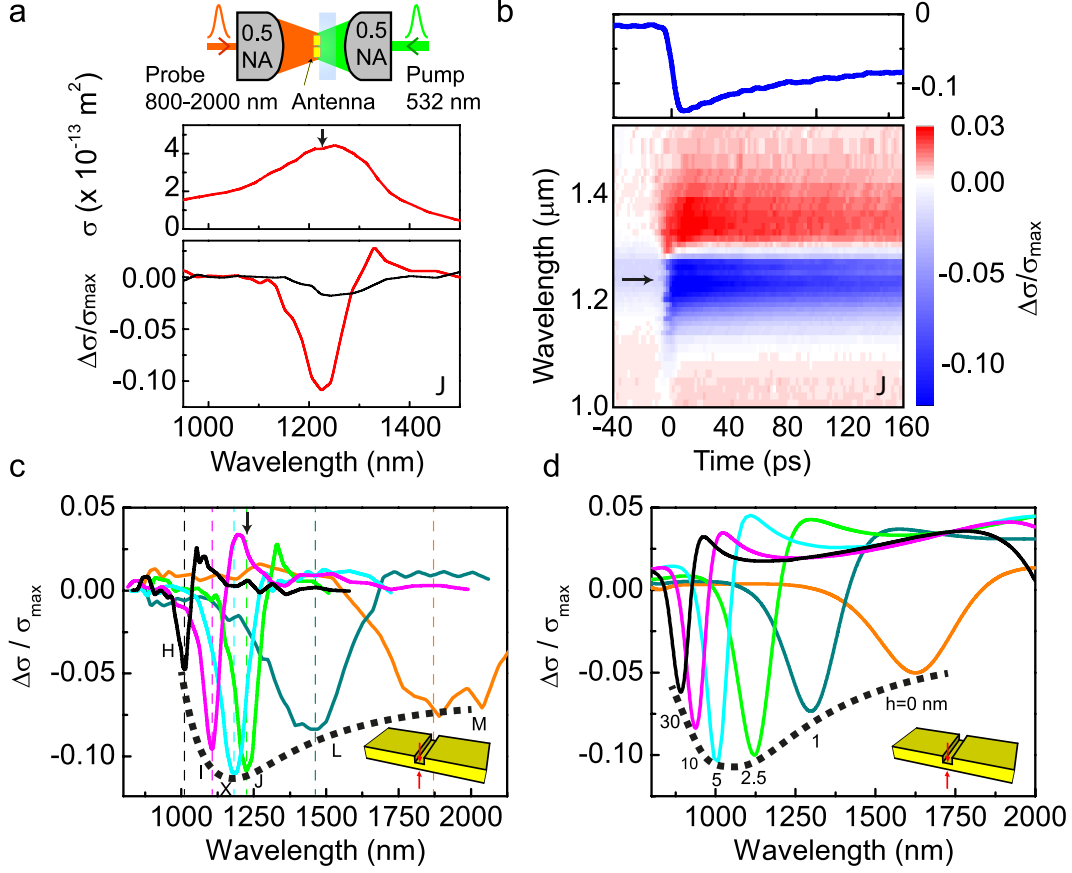 a
0.5
NA
0.5
NA
Probe
800-2000 nm
Antenna
Pump
532 nm
σ (x 10⁻¹³ m²)
4
2
0
Δσ/σmax
0.00
-0.05
-0.10
J
1000
1200
1400
Wavelength (nm)
b
0
-0.1
Wavelength (μm)
1.4
1.2
1.0
J
-40
0
40
80
120
160
Time (ps)
0.03
0.00
-0.05
-0.10
Δσ/σmax
c
Δσ / σmax
0.05
0.00
-0.05
-0.10
H
I
X
J
L
M
1000
1250
1500
1750
2000
Wavelength (nm)
d
Δσ / σmax
0.05
0.00
-0.05
-0.10
30
10
5
2.5
1
h=0 nm
1000
1250
1500
1750
2000
Wavelength (nm)